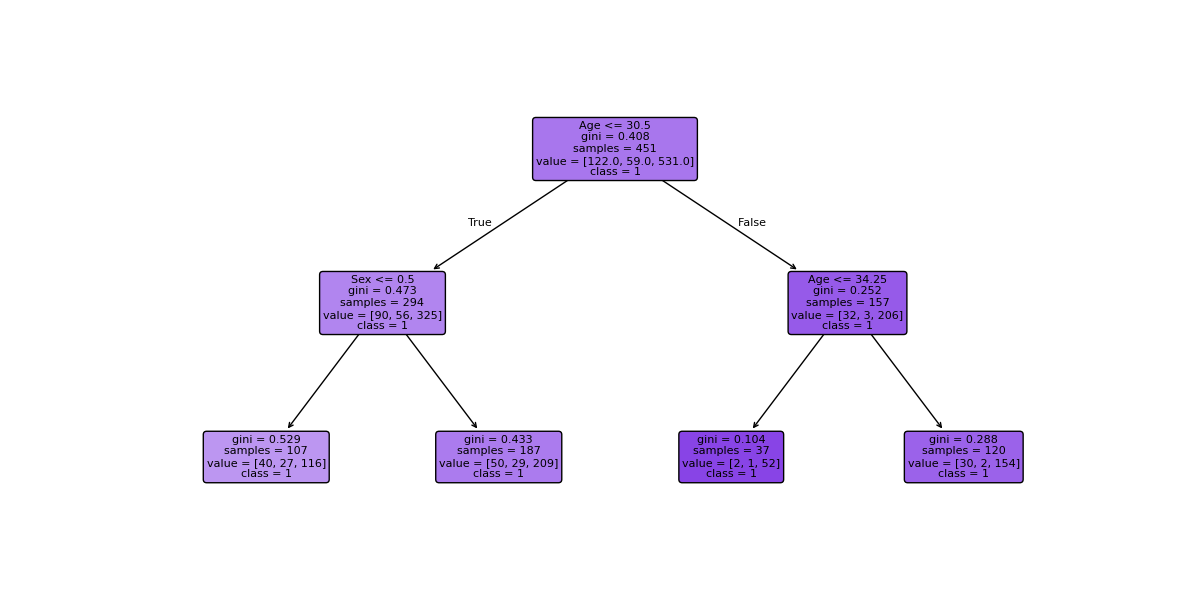 Age <= 30.5
gini = 0.408
samples = 451
value = [122.0, 59.0, 531.0]
class = 1
True
False
Sex <= 0.5
gini = 0.473
samples = 294
value = [90, 56, 325]
class = 1
Age <= 34.25
gini = 0.252
samples = 157
value = [32, 3, 206]
class = 1
gini = 0.529
samples = 107
value = [40, 27, 116]
class = 1
gini = 0.433
samples = 187
value = [50, 29, 209]
class = 1
gini = 0.104
samples = 37
value = [2, 1, 52]
class = 1
gini = 0.288
samples = 120
value = [30, 2, 154]
class = 1